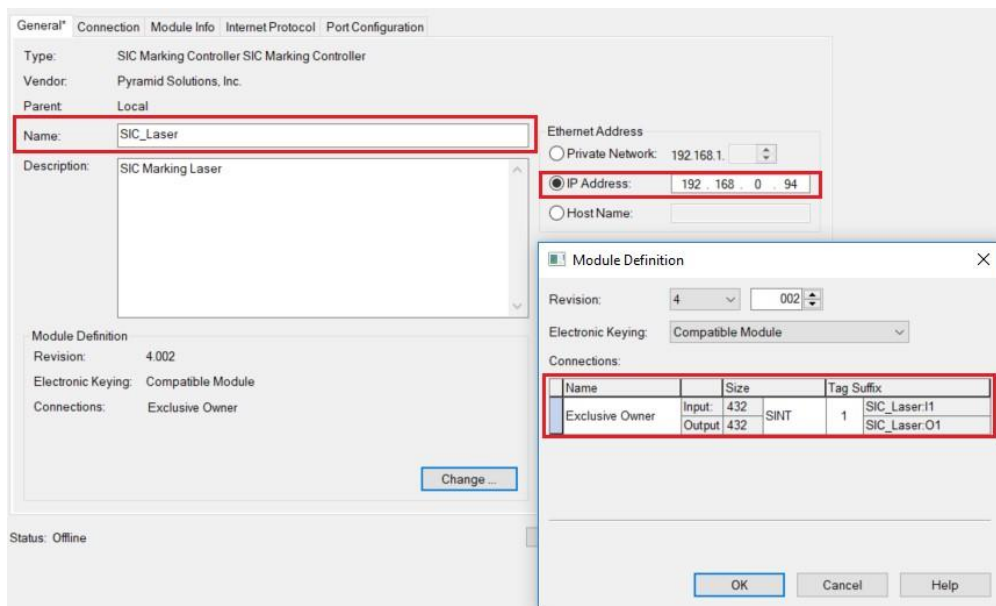 General* Connection Module Info Internet Protocol Port Configuration
Type: SIC Marking Controller SIC Marking Controller
Vendor: Pyramid Solutions, Inc.
Parent: Local
Name: SIC_Laser
Description: SIC Marking Laser
Ethernet Address
Private Network: 192.168.1.
IP Address: 192 . 168 . 0 . 94
Host Name:
Module Definition
Revision: 4.002
Electronic Keying: Compatible Module
Connections: Exclusive Owner
Change ...
Status: Offline
Module Definition
Revision: 4 002
Electronic Keying: Compatible Module
Connections:
Name Size Tag Suffix
Exclusive Owner Input: 432 SINT 1 SIC_Laser:I1
Output 432 SIC_Laser:O1
OK Cancel Help